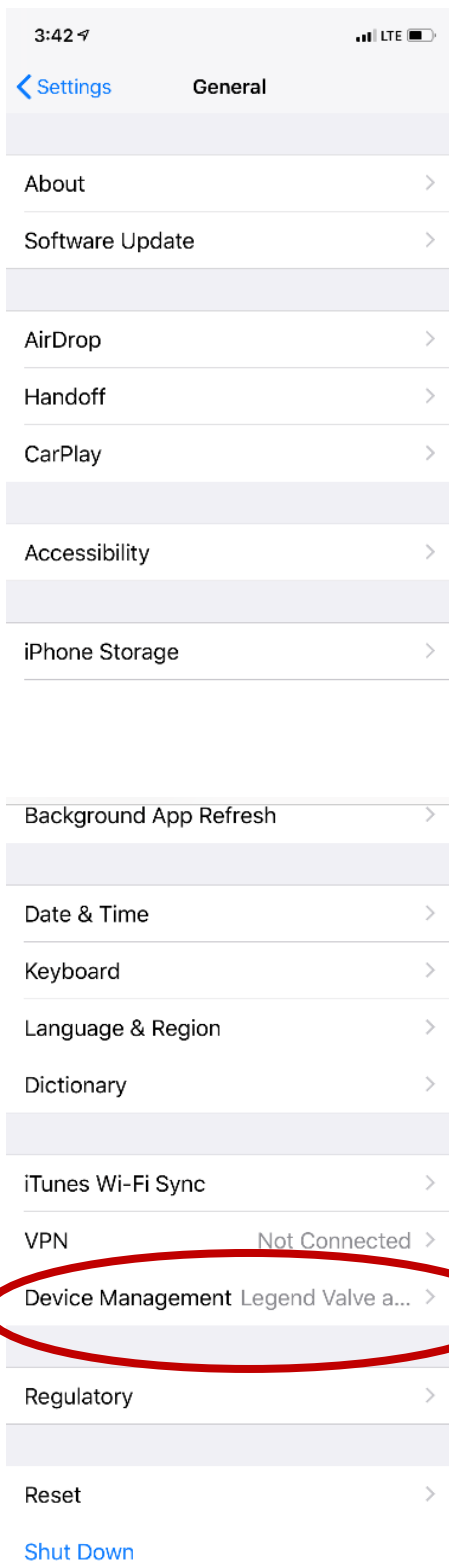 3:42 LTE
Settings General
About
Software Update
AirDrop
Handoff
CarPlay
Accessibility
iPhone Storage
Background App Refresh
Date & Time
Keyboard
Language & Region
Dictionary
iTunes Wi-Fi Sync
VPN Not Connected
Device Management Legend Valve a...
Regulatory
Reset
Shut Down